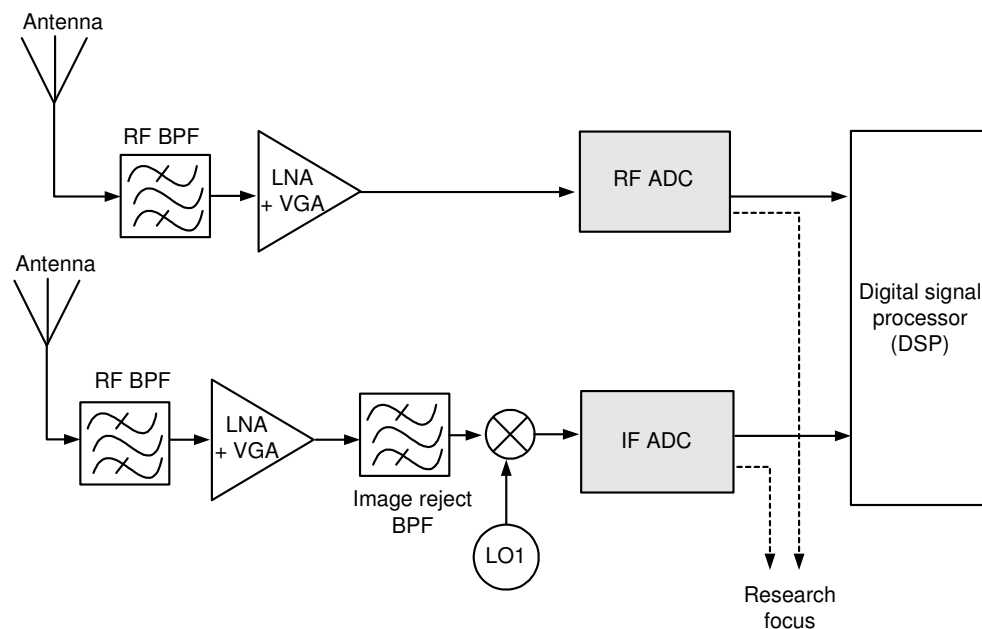 Antenna
RF BPF
LNA
+ VGA
RF ADC
Antenna
RF BPF
LNA
+ VGA
Image reject
BPF
LO1
IF ADC
Digital signal
processor
(DSP)
Research
focus